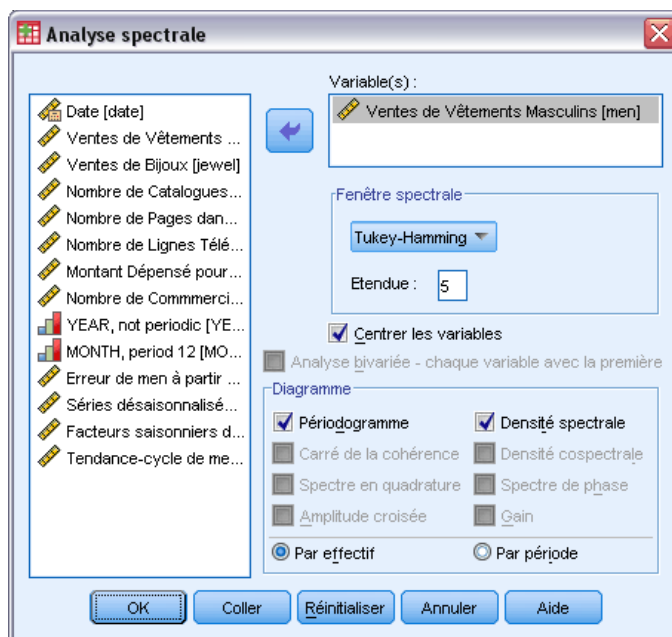 Analyse spectrale
Date [date]
Ventes de Vêtements ...
Ventes de Bijoux [jewel]
Nombre de Catalogues...
Nombre de Pages dan...
Nombre de Lignes Télé...
Montant Dépensé pour...
Nombre de Commmerci...
YEAR, not periodic [YE...
MONTH, period 12 [MO...
Erreur de men à partir ...
Séries désaisonnalisé...
Facteurs saisonniers d...
Tendance-cycle de me...
Variable(s) :
Ventes de Vêtements Masculins [men]
Fenêtre spectrale
Tukey-Hamming
Etendue : 5
Centrer les variables
Analyse bivariée - chaque variable avec la première
Diagramme
Périodogramme Densité spectrale
Carré de la cohérence Densité cospectrale
Spectre en quadrature Spectre de phase
Amplitude croisée Gain
Par effectif Par période
OK Coller Réinitialiser Annuler Aide